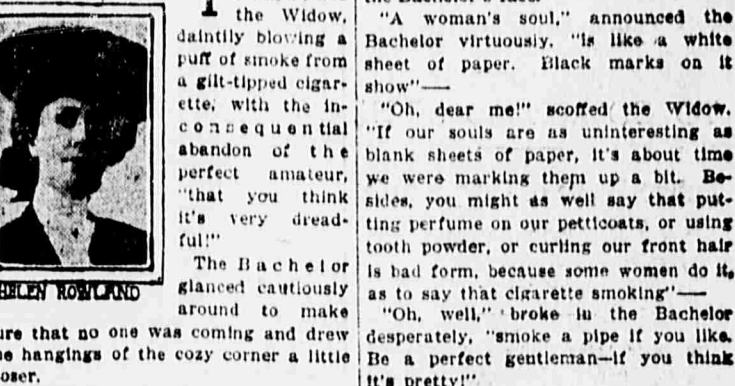 the Widow,
daintily blowing a
puff of smoke from
a gilt-tipped cigar-
ette, with the in-
consequential
abandon of the
perfect amateur,
"that you think
it's very dread-
ful!"
The Bachelor
glanced cautiously
around to make
HELEN ROWLAND
ure that no one was coming and drew
he hangings of the cozy corner a little
oser.
"A woman's soul," announced the
Bachelor virtuously, "is like a white
sheet of paper. Black marks on it
show"—
"Oh, dear me!" scoffed the Widow.
"If our souls are as uninteresting as
blank sheets of paper, it's about time
we were marking them up a bit. Be-
sides, you might as well say that put-
ting perfume on our petticoats, or using
tooth powder, or curling our front hair
is bad form, because some women do it,
as to say that cigarette smoking"—
"Oh, well," broke in the Bachelor
desperately, "smoke a pipe if you like.
Be a perfect gentleman—if you think
it's pretty!"